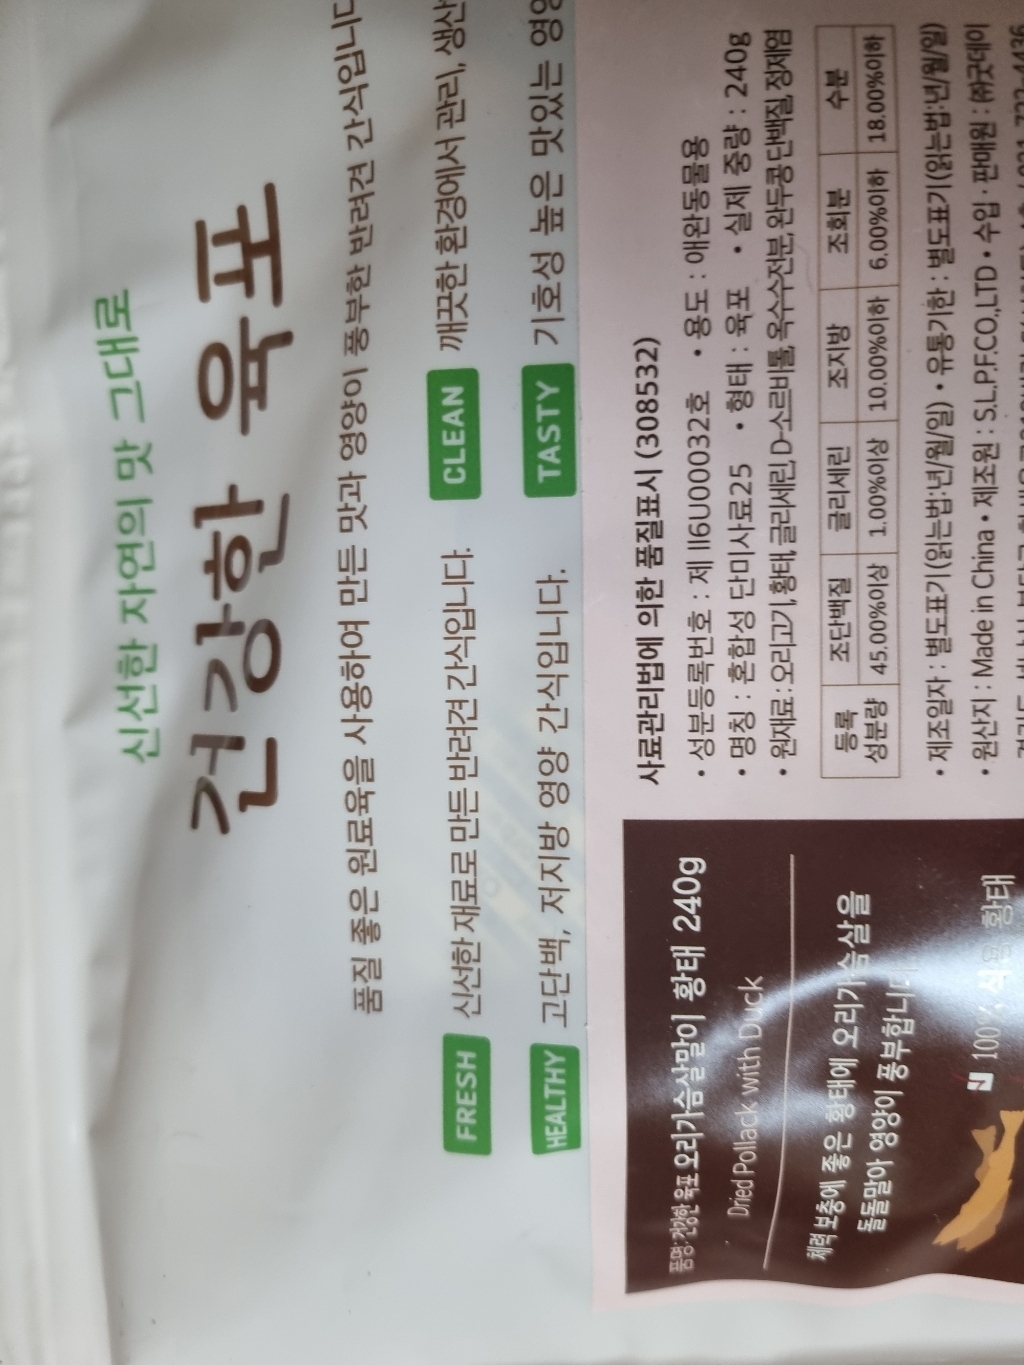 신선한 자연의 맛 그대로
건강한 육포
품질 좋은 원료육을 사용하여 만든 맛과 영양이 풍부한 반려견 간식입니다
FRESH 신선한 재료로 만든 반려견 간식입니다.
CLEAN 깨끗한 환경에서 관리, 생산
HEALTHY 고단백, 저지방 영양 간식입니다.
TASTY 기호성 높은 맛있는 영양
품명:건강한 육포 오리가슴살말이 황태 240g
Dried Pollack with Duck
체력 보충에 좋은 황태에 오리가슴살을
돌돌말아 영양이 풍부합니다
100% 식용 황태
사료관리법에 의한 품질표시 (308532)
• 성분등록번호 : 제 II6U00032호 • 용도 : 애완동물용
• 명칭 : 혼합성 단미사료25 • 형태 : 육포 • 실제 중량 : 240g
• 원재료 : 오리고기, 황태, 글리세린, D-소르비톨, 옥수수전분, 완두콩단백질, 정제염
등록 성분량 조단백질 글리세린 조지방 조회분 수분
45.00%이상 1.00%이상 10.00%이하 6.00%이하 18.00%이하
• 제조일자 : 별도표기(읽는법:년/월/일) • 유통기한 : 별도표기(읽는법:년/월/일)
• 원산지 : Made in China • 제조원 : S.L.P.F.CO.,LTD • 수입 · 판매원 : ㈜굿데이